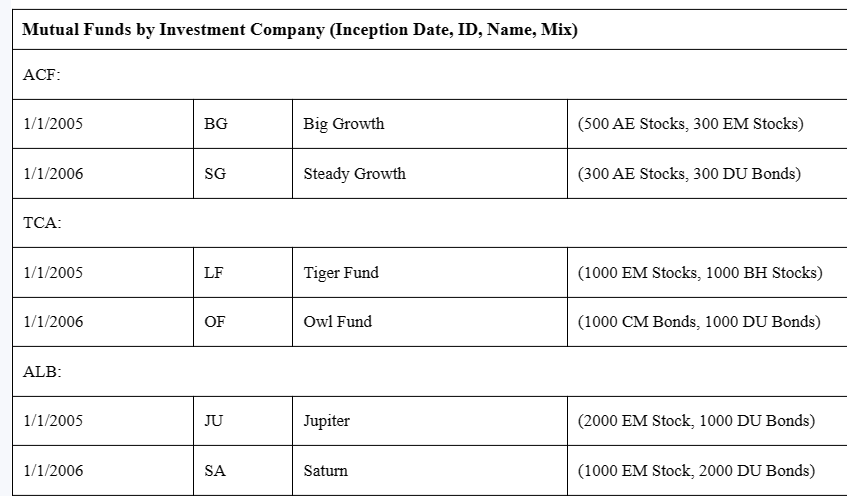 Mutual Funds by Investment Company (Inception Date, ID, Name, Mix)
ACF:
1/1/2005 BG Big Growth (500 AE Stocks, 300 EM Stocks)
1/1/2006 SG Steady Growth (300 AE Stocks, 300 DU Bonds)
TCA:
1/1/2005 LF Tiger Fund (1000 EM Stocks, 1000 BH Stocks)
1/1/2006 OF Owl Fund (1000 CM Bonds, 1000 DU Bonds)
ALB:
1/1/2005 JU Jupiter (2000 EM Stock, 1000 DU Bonds)
1/1/2006 SA Saturn (1000 EM Stock, 2000 DU Bonds)